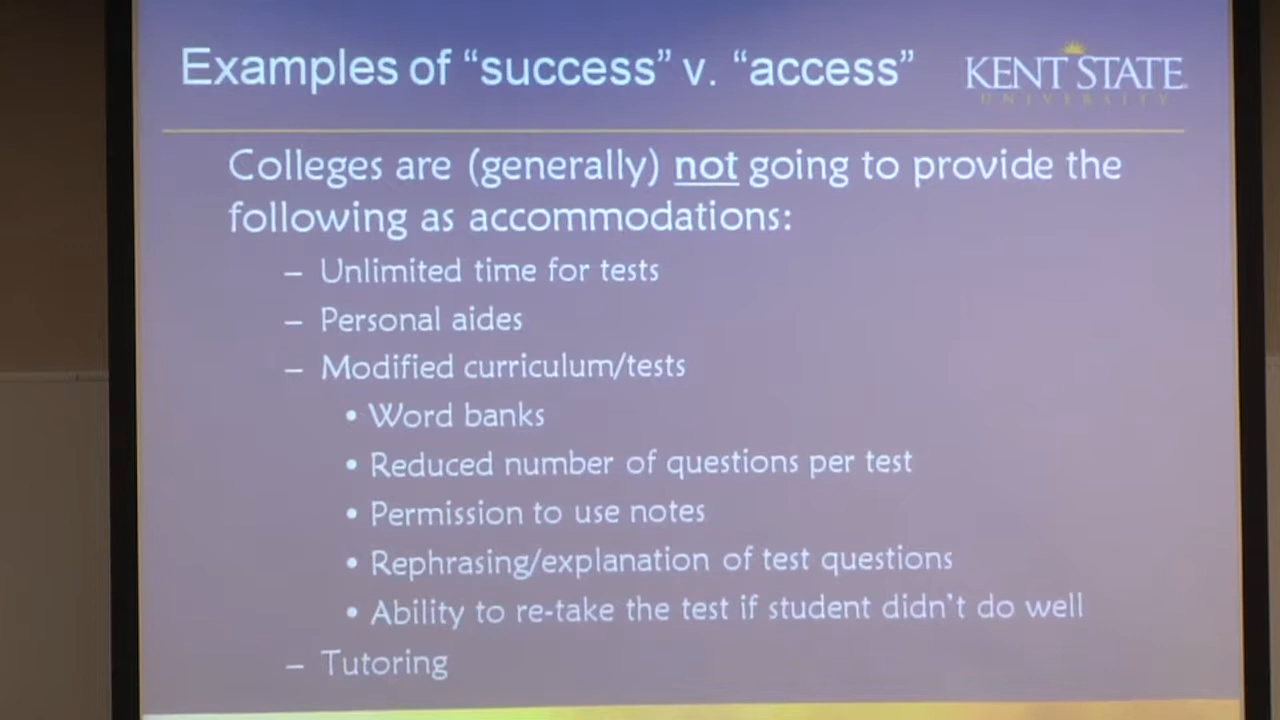 Examples of “success” v. “access”
KENT STATE
UNIVERSITY
Colleges are (generally) not going to provide the
following as accommodations:
– Unlimited time for tests
– Personal aides
– Modified curriculum/tests
• Word banks
• Reduced number of questions per test
• Permission to use notes
• Rephrasing/explanation of test questions
• Ability to re-take the test if student didn’t do well
– Tutoring